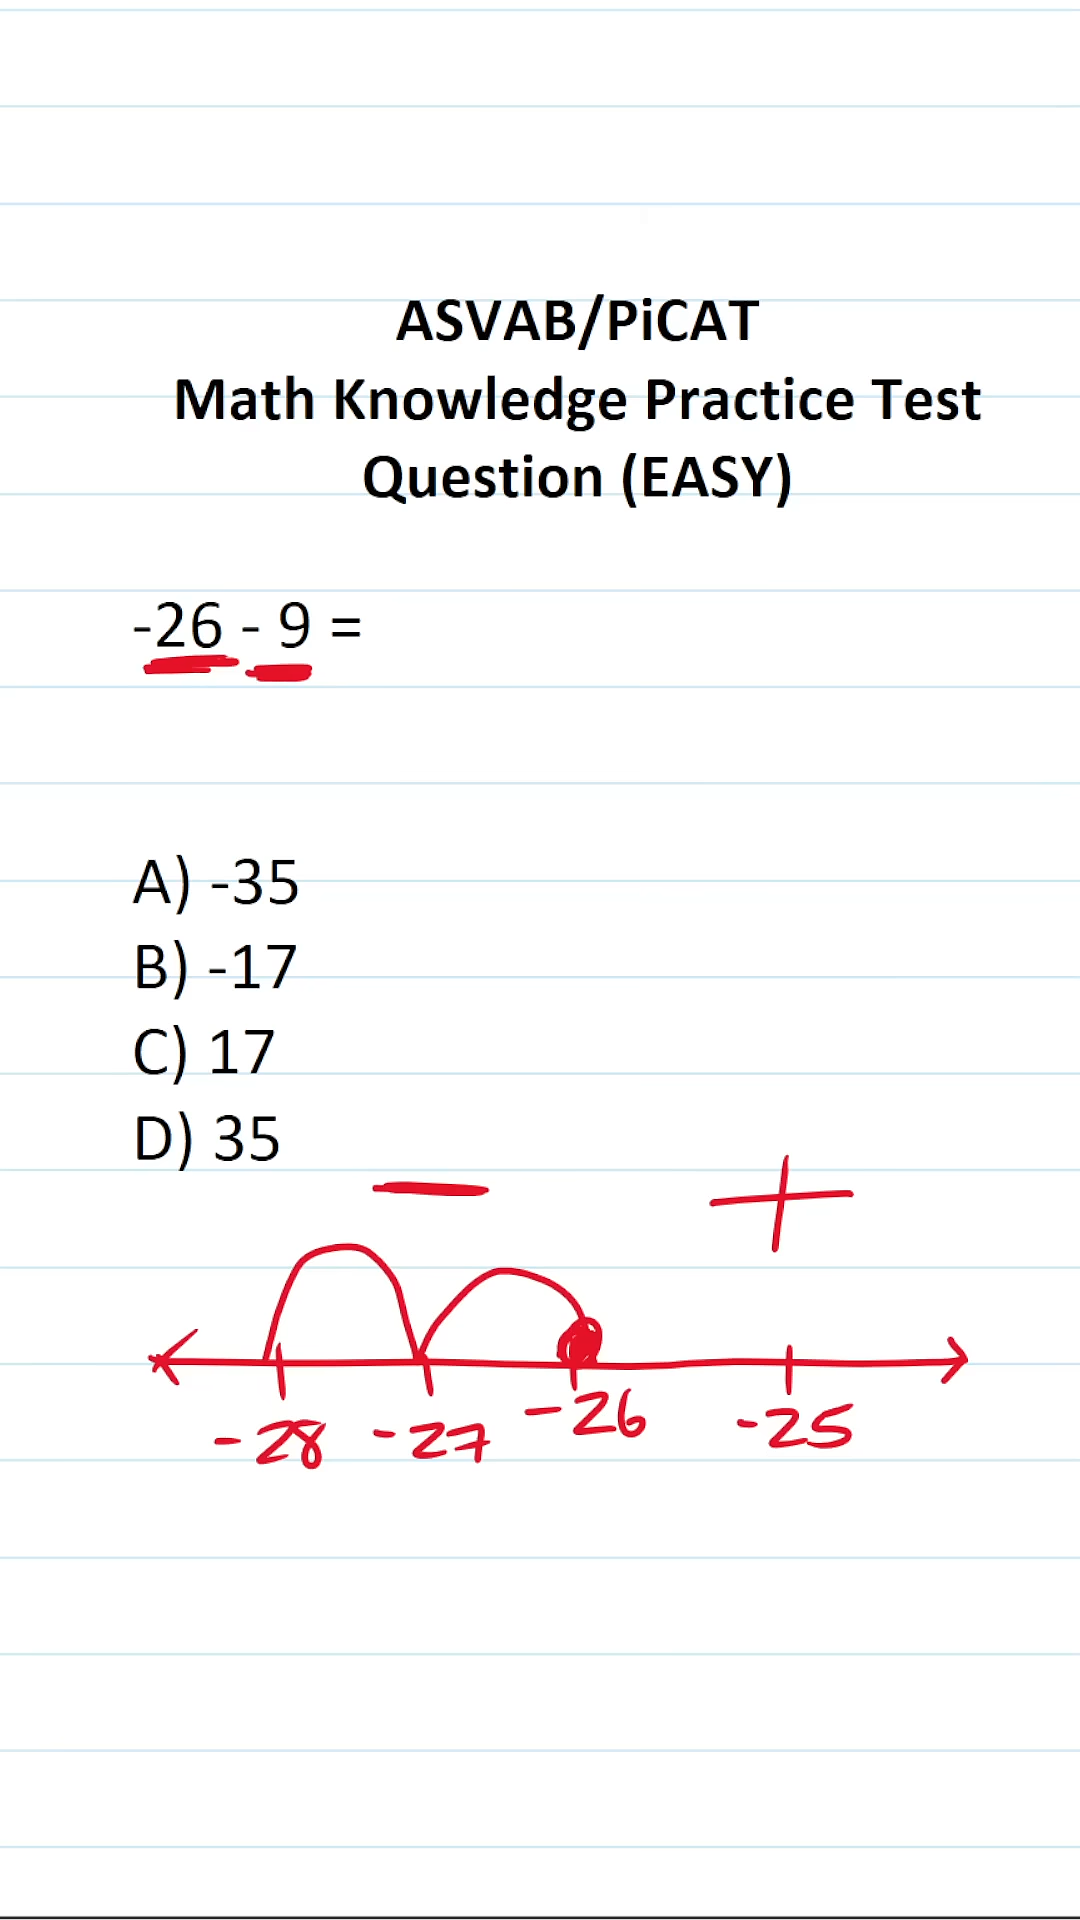 ASVAB/PiCAT
Math Knowledge Practice Test
Question (EASY)
-26 - 9 =
A) -35
B) -17
C) 17
D) 35
− +
-28 -27 -26 -25